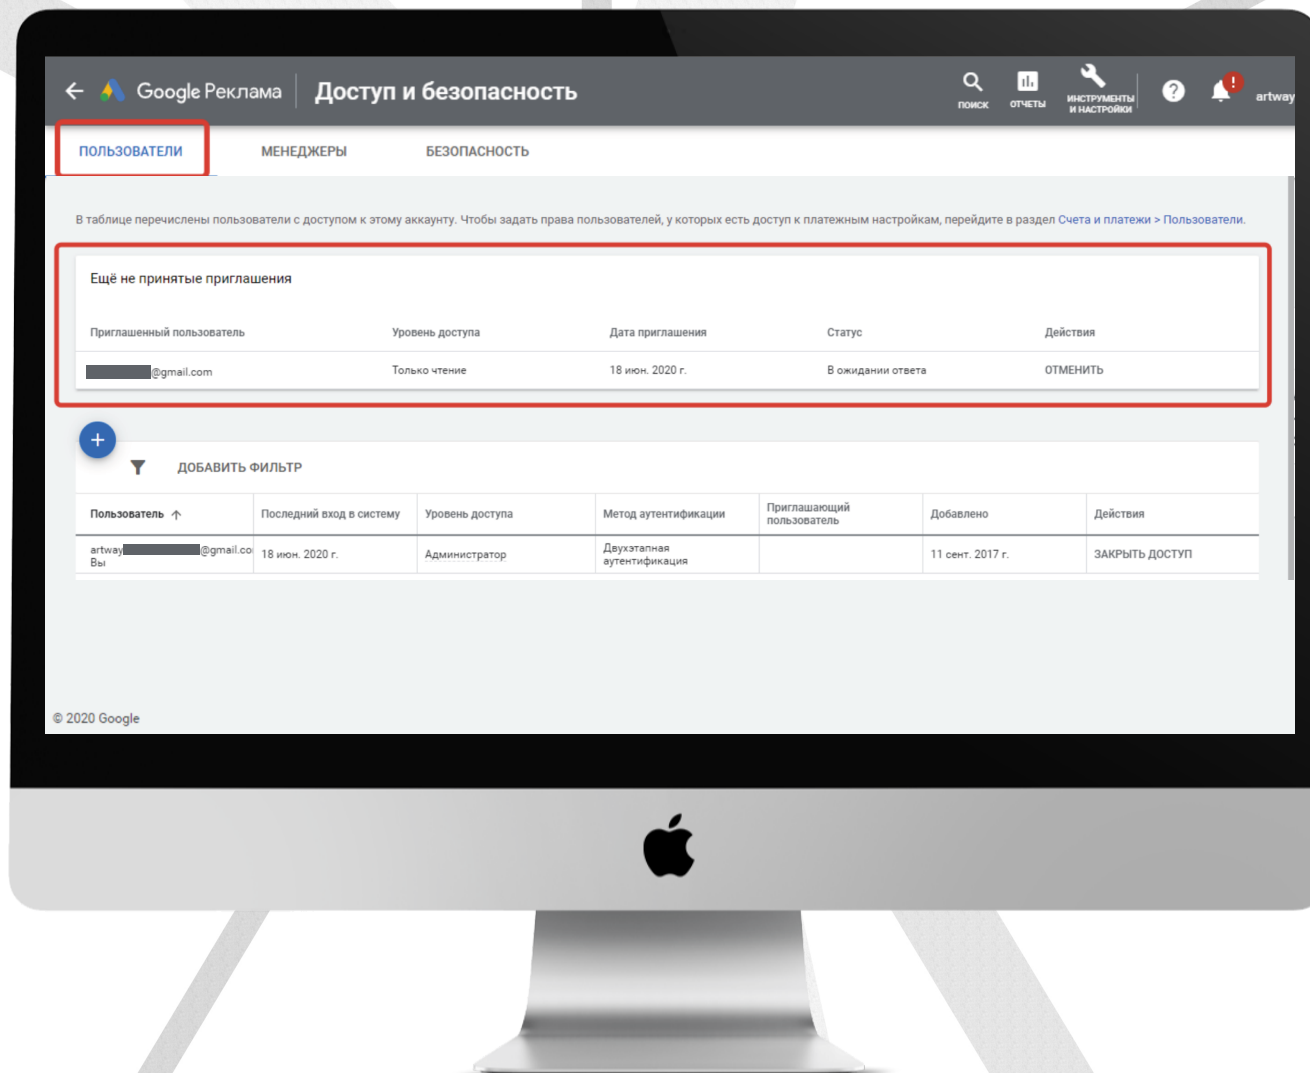 Google Реклама
Доступ и безопасность
ПОИСК
ОТЧЕТЫ
ИНСТРУМЕНТЫ
И НАСТРОЙКИ
?
!
artway
ПОЛЬЗОВАТЕЛИ
МЕНЕДЖЕРЫ
БЕЗОПАСНОСТЬ
В таблице перечислены пользователи с доступом к этому аккаунту. Чтобы задать права пользователей, у которых есть доступ к платежным настройкам, перейдите в раздел Счета и платежи > Пользователи.
Ещё не принятые приглашения
Приглашенный пользователь Уровень доступа Дата приглашения Статус Действия
@gmail.com Только чтение 18 июн. 2020 г. В ожидании ответа ОТМЕНИТЬ
+
ДОБАВИТЬ ФИЛЬТР
Пользователь ↑ Последний вход в систему Уровень доступа Метод аутентификации Приглашающий
пользователь Добавлено Действия
artway @gmail.co 18 июн. 2020 г. Администратор Двухэтапная
аутентификация 11 сент. 2017 г. ЗАКРЫТЬ ДОСТУП
Вы
© 2020 Google